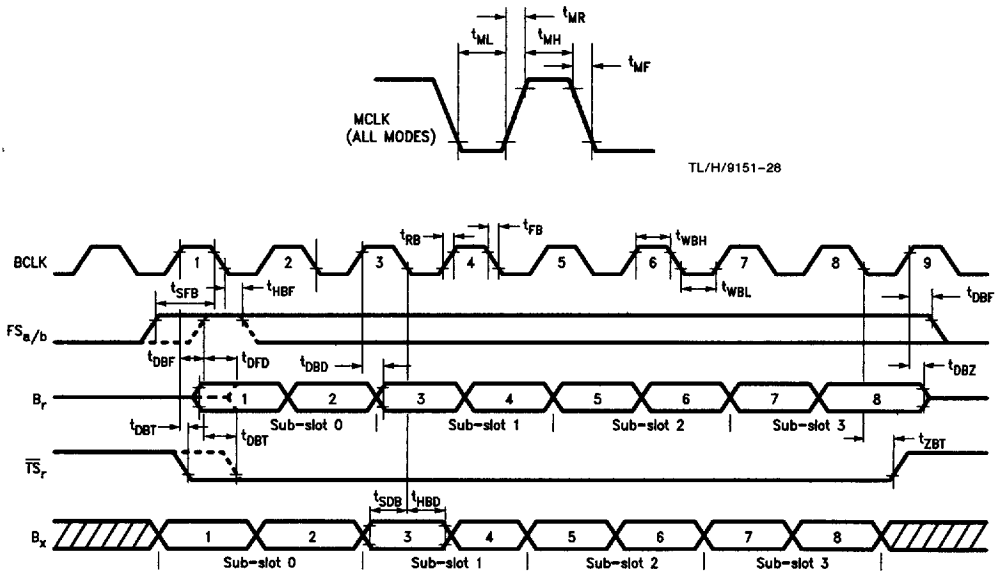 tMR
tML tMH
tMF
MCLK
(ALL MODES)
TL/H/9151-28
BCLK 1 2 3 tRB 4 tFB 5 6 tWBH 7 8 9
tSFB tHBF tWBL tDBF
FSa/b
tDBF tDFD tDBD tDBZ
Br 1 2 3 4 5 6 7 8
Sub-slot 0 Sub-slot 1 Sub-slot 2 Sub-slot 3
tDBT tDBT tZBT
TSr
tSDB tHBD
Bx 1 2 3 4 5 6 7 8
Sub-slot 0 Sub-slot 1 Sub-slot 2 Sub-slot 3